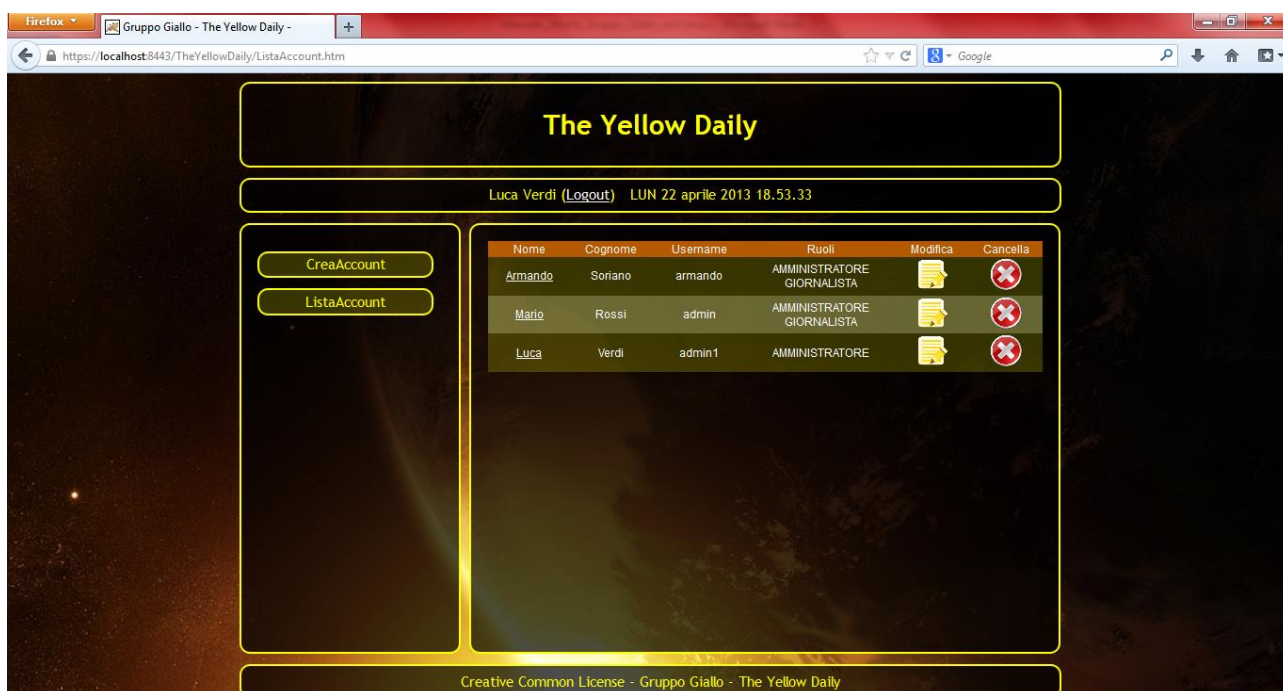 Firefox
Gruppo Giallo - The Yellow Daily -
https://localhost:8443/TheYellowDaily/ListaAccount.htm
Google
The Yellow Daily
Luca Verdi (Logout) LUN 22 aprile 2013 18.53.33
CreaAccount
ListaAccount
Nome Cognome Username Ruoli Modifica Cancella
Armando Soriano armando AMMINISTRATORE GIORNALISTA
Mario Rossi admin AMMINISTRATORE GIORNALISTA
Luca Verdi admin1 AMMINISTRATORE
Creative Common License - Gruppo Giallo - The Yellow Daily